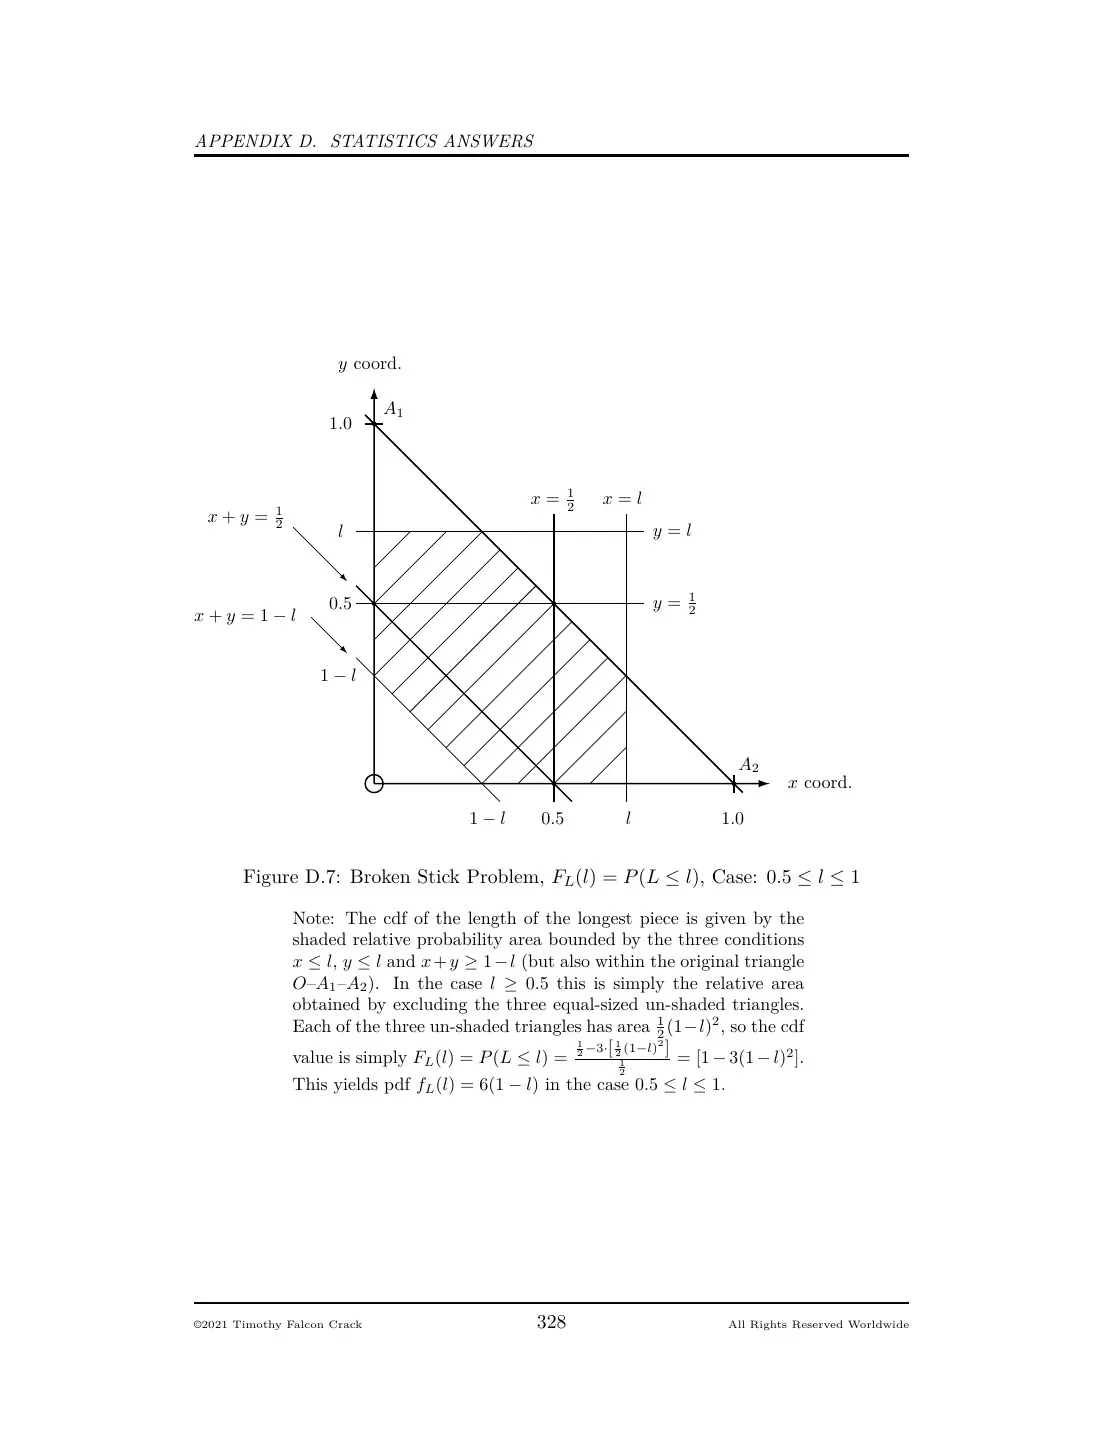 APPENDIX D. STATISTICS ANSWERS
y coord.
A₁
1.0
x = 1/2 x = l
x + y = 1/2
l
y = l
0.5
y = 1/2
x + y = 1 − l
1 − l
A₂
x coord.
1 − l 0.5 l 1.0
Figure D.7: Broken Stick Problem, F_L(l) = P(L ≤ l), Case: 0.5 ≤ l ≤ 1
Note: The cdf of the length of the longest piece is given by the
shaded relative probability area bounded by the three conditions
x ≤ l, y ≤ l and x+y ≥ 1−l (but also within the original triangle
O–A₁–A₂). In the case l ≥ 0.5 this is simply the relative area
obtained by excluding the three equal-sized un-shaded triangles.
Each of the three un-shaded triangles has area 1/2(1−l)², so the cdf
value is simply F_L(l) = P(L ≤ l) = (1/2−3·[1/2(1−l)²])/(1/2) = [1−3(1−l)²].
This yields pdf f_L(l) = 6(1 − l) in the case 0.5 ≤ l ≤ 1.
©2021 Timothy Falcon Crack 328 All Rights Reserved Worldwide